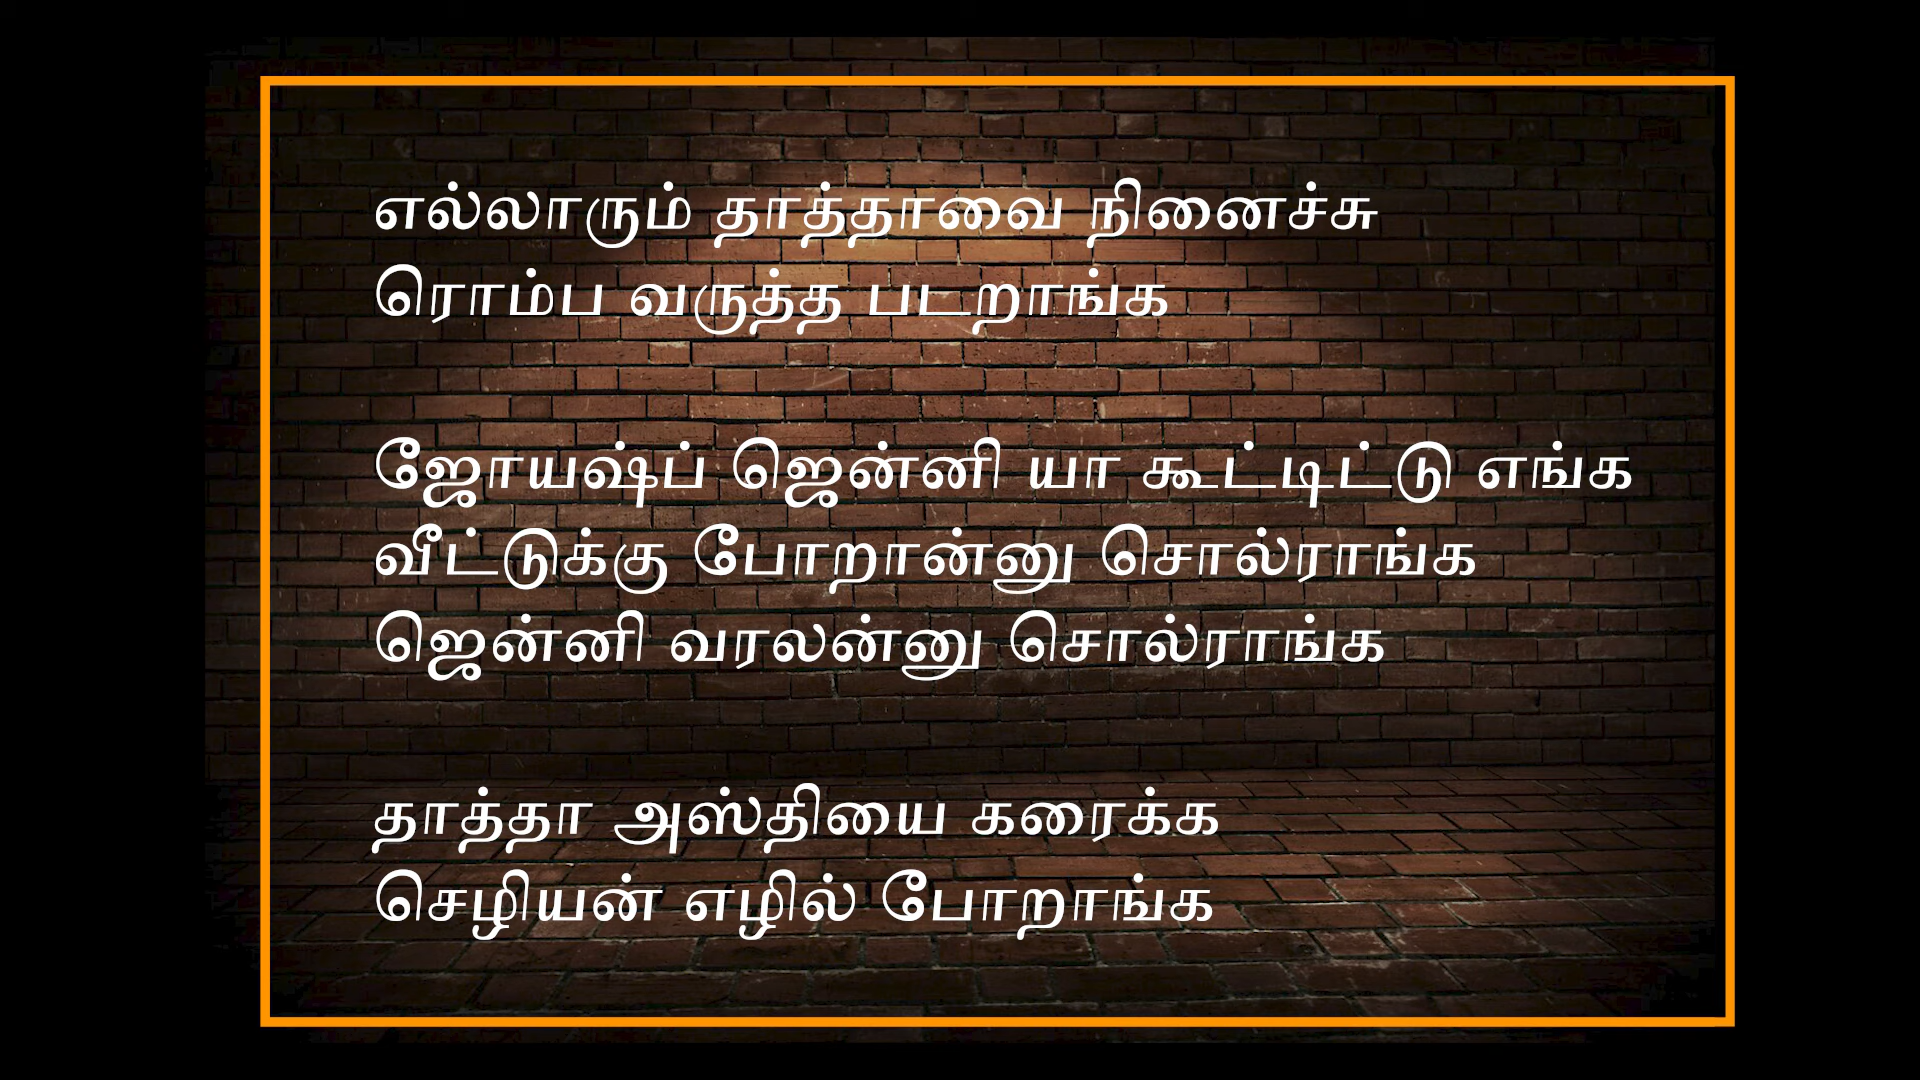 எல்லாரும் தாத்தாவை நினைச்சு
ரொம்ப வருத்த படறாங்க
ஜோயஷ்ப் ஜென்னி யா கூட்டிட்டு எங்க
வீட்டுக்கு போறான்னு சொல்ராங்க
ஜென்னி வரலன்னு சொல்ராங்க
தாத்தா அஸ்தியை கரைக்க
செழியன் எழில் போறாங்க